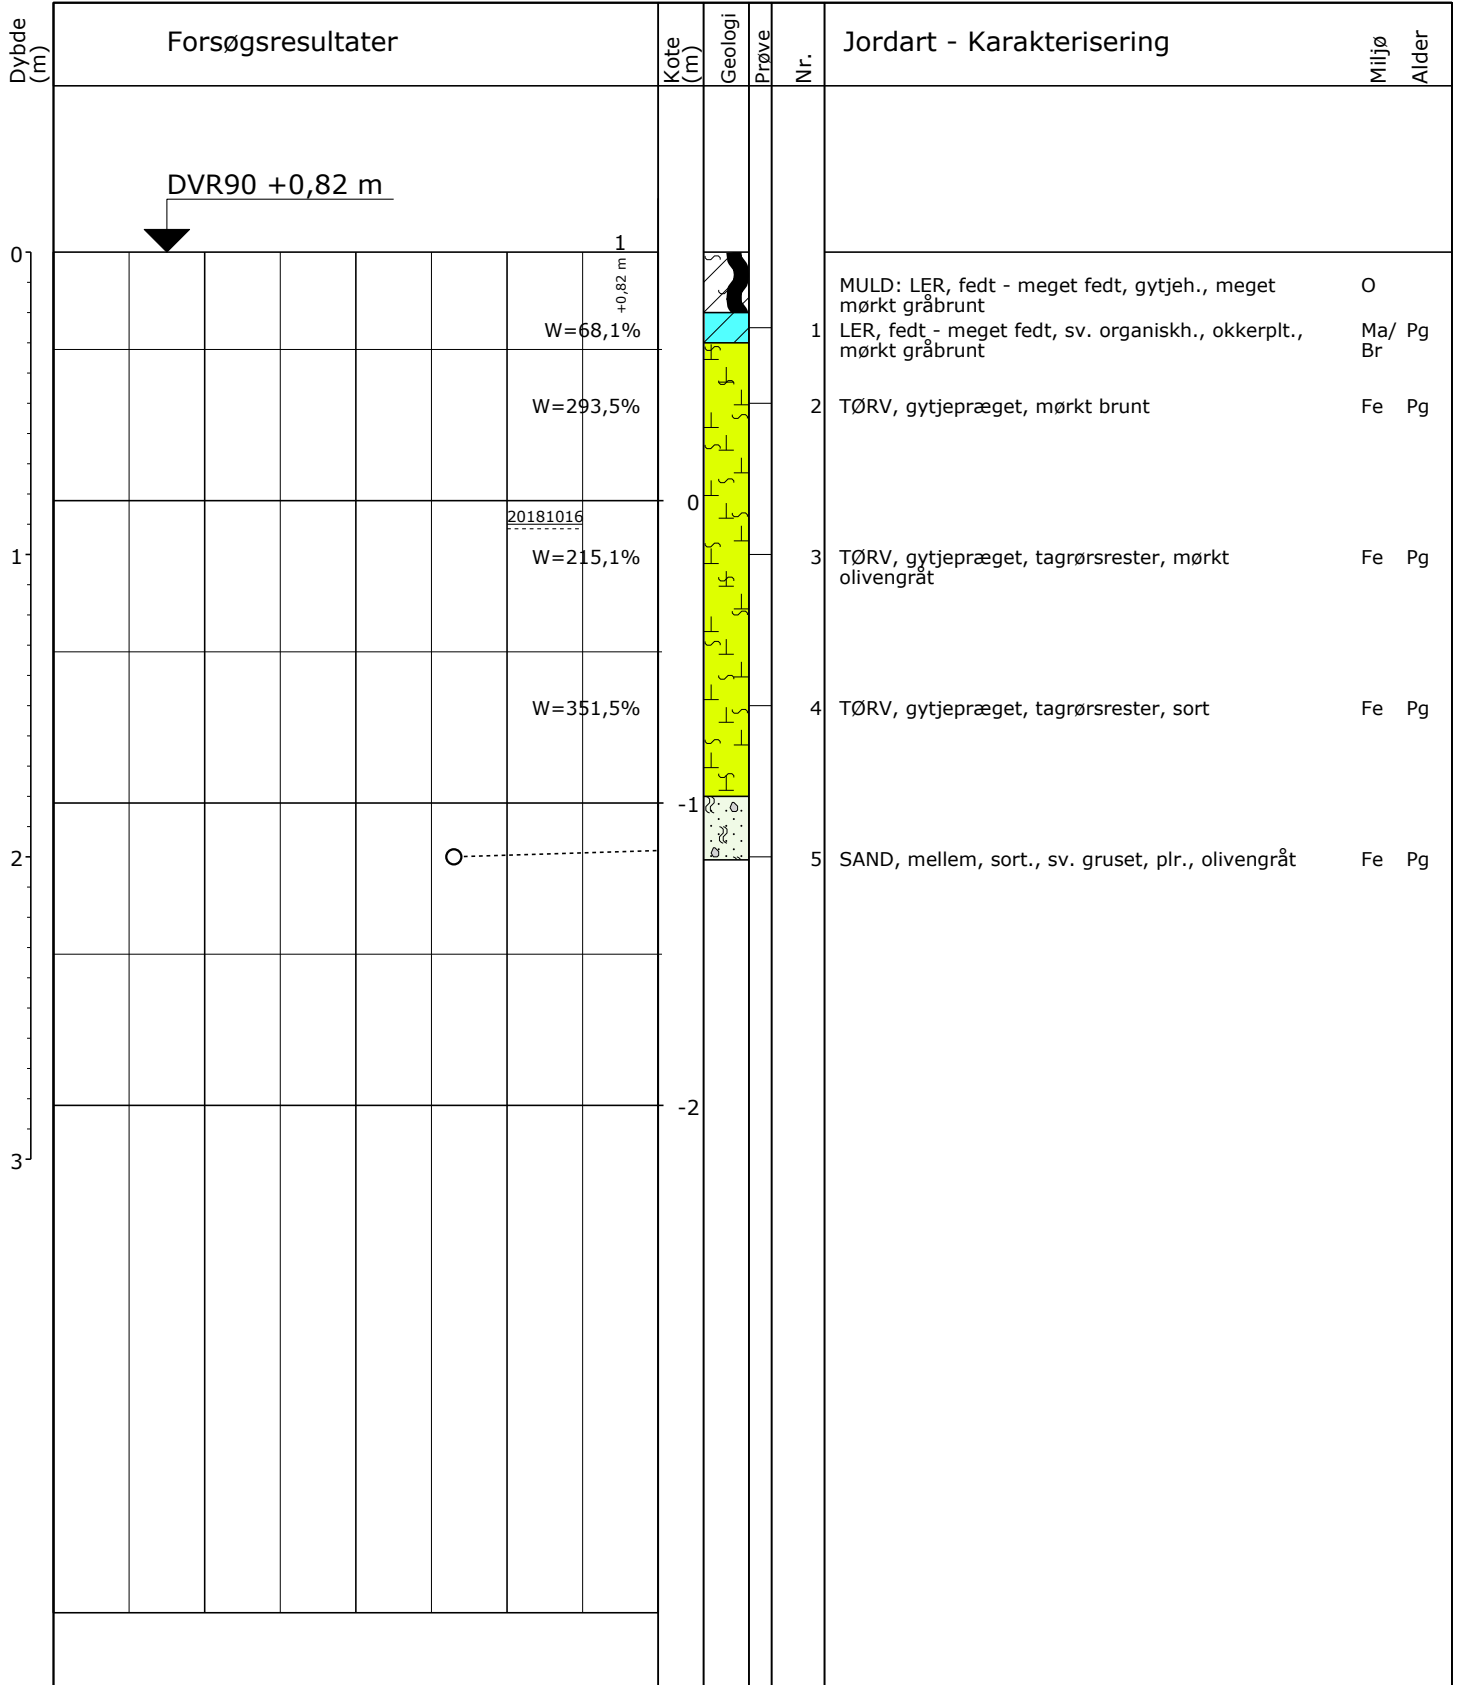 Dybde
(m)
Forsøgsresultater
Kote
(m)
Geologi
Prøve
Nr.
Jordart - Karakterisering
Miljø
Alder
DVR90 +0,82 m
0
1
+0,82 m
MULD: LER, fedt - meget fedt, gytjeh., meget O
mørkt gråbrunt
W=68,1% 1 LER, fedt - meget fedt, sv. organiskh., okkerplt., Ma/ Pg
mørkt gråbrunt Br
W=293,5% 2 TØRV, gytjepræget, mørkt brunt Fe Pg
0
20181016
1 W=215,1% 3 TØRV, gytjepræget, tagrørsrester, mørkt Fe Pg
olivengråt
W=351,5% 4 TØRV, gytjepræget, tagrørsrester, sort Fe Pg
-1
2 5 SAND, mellem, sort., sv. gruset, plr., olivengråt Fe Pg
-2
3